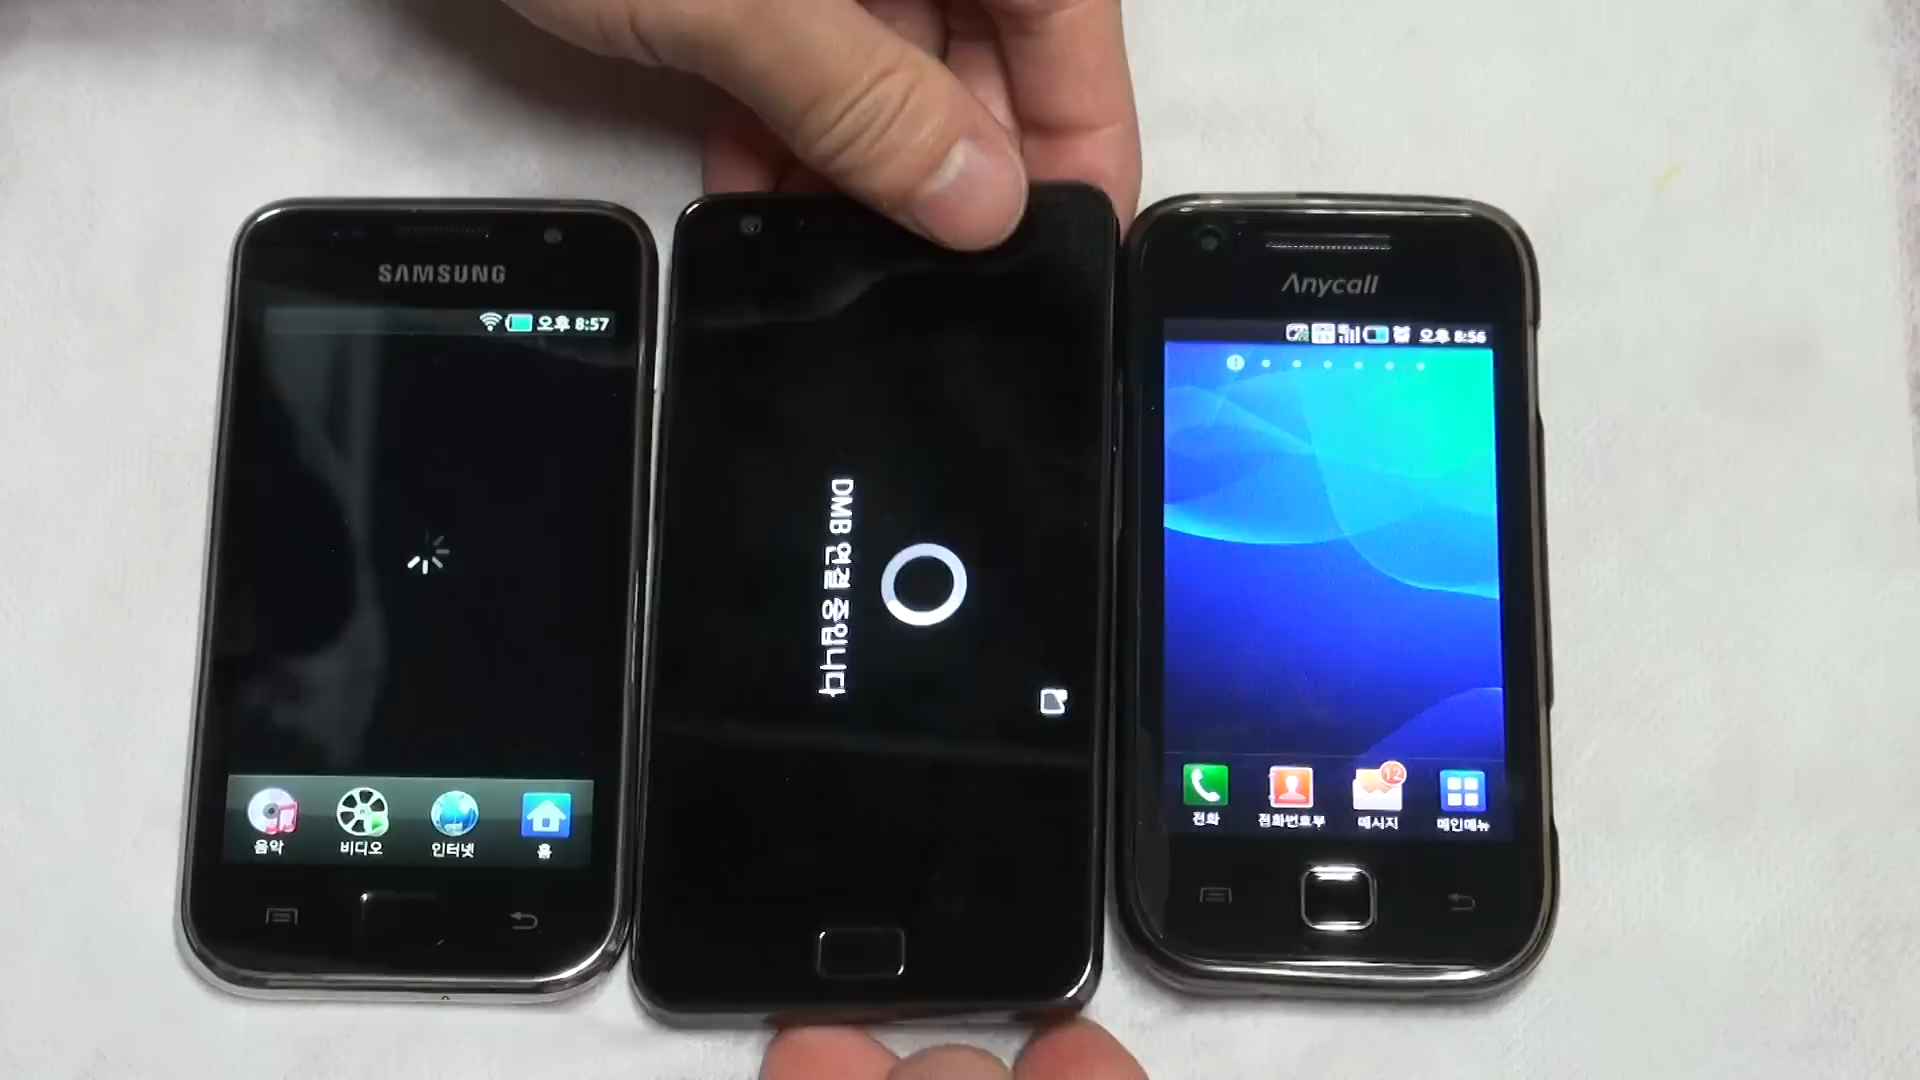 SAMSUNG
오후 8:57
음악
비디오
인터넷
홈
DMB 연결 중입니다
Anycall
오후 8:56
12
전화
전화번호부
메시지
메인메뉴